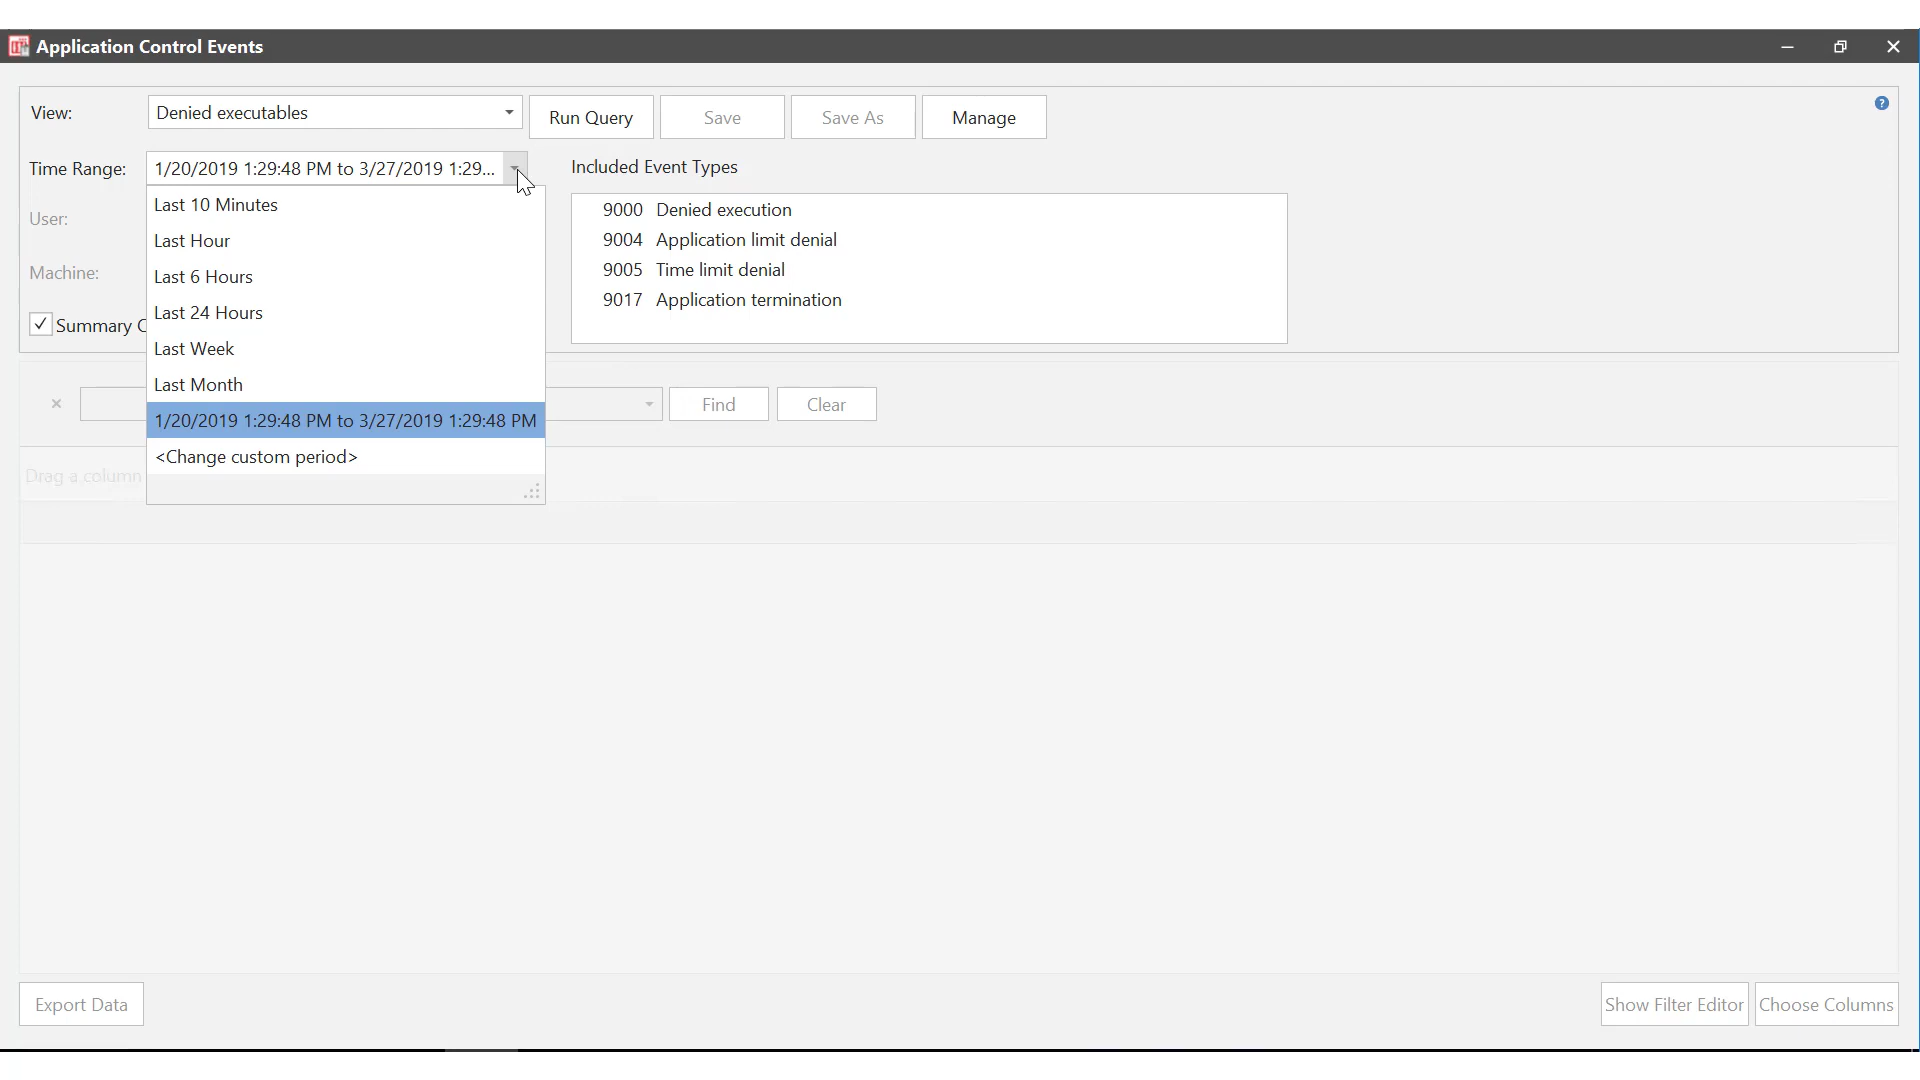 Application Control Events
View:
Denied executables
Run Query
Save
Save As
Manage
?
Time Range:
1/20/2019 1:29:48 PM to 3/27/2019 1:29...
Included Event Types
Last 10 Minutes
Last Hour
Last 6 Hours
Last 24 Hours
Last Week
Last Month
1/20/2019 1:29:48 PM to 3/27/2019 1:29:48 PM
<Change custom period>
User:
Machine:
Summary C
9000 Denied execution
9004 Application limit denial
9005 Time limit denial
9017 Application termination
Find
Clear
Drag a column
Export Data
Show Filter Editor
Choose Columns